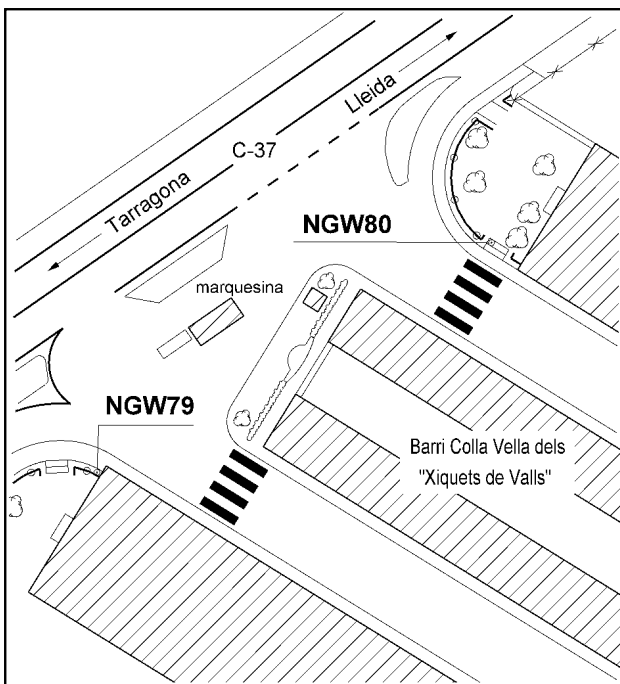 Lleida
C-37
Tarragona
NGW80
marquesina
NGW79
Barri Colla Vella dels
"Xiquets de Valls"